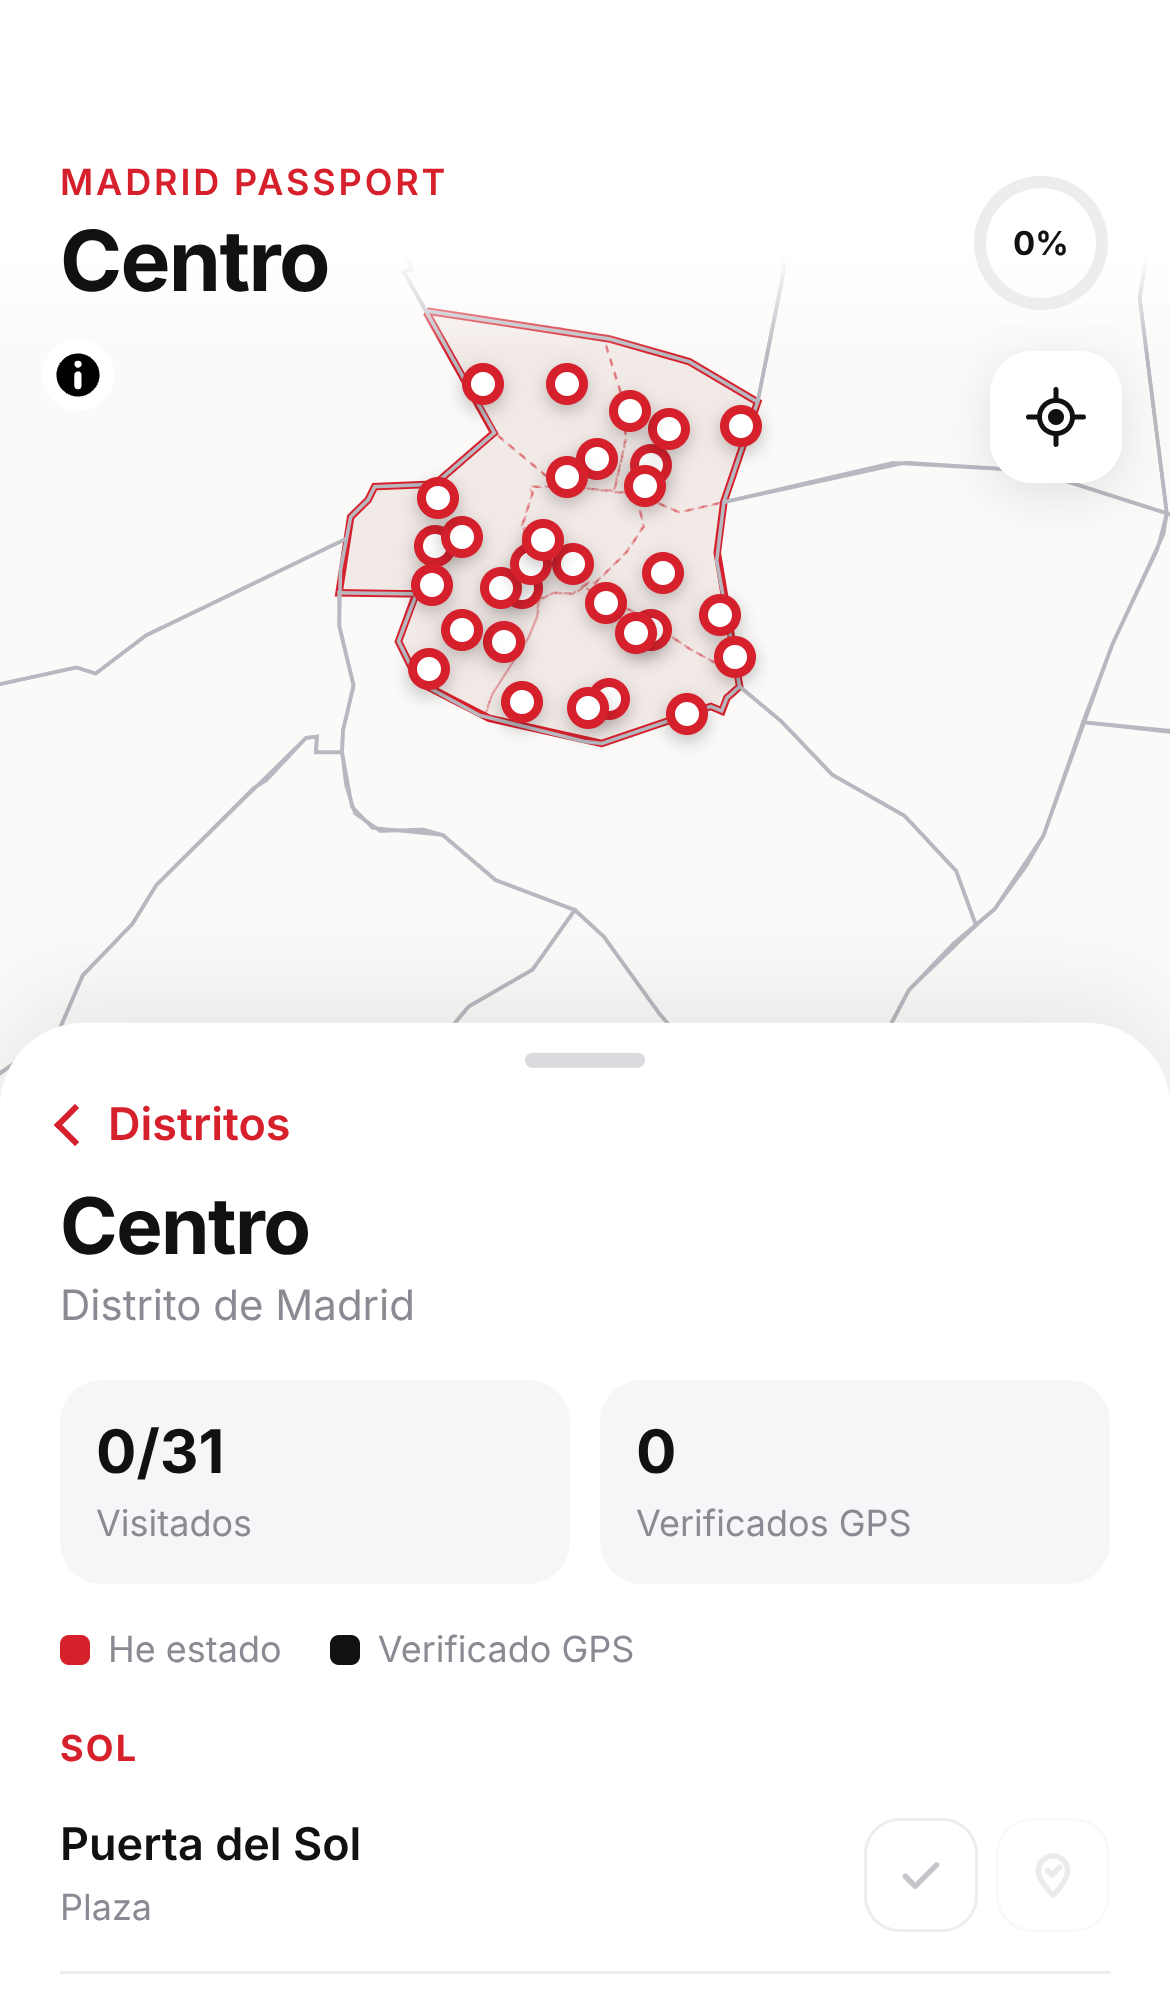 MADRID PASSPORT
Centro
0%
Distritos
Centro
Distrito de Madrid
0/31
Visitados
0
Verificados GPS
He estado
Verificado GPS
SOL
Puerta del Sol
Plaza